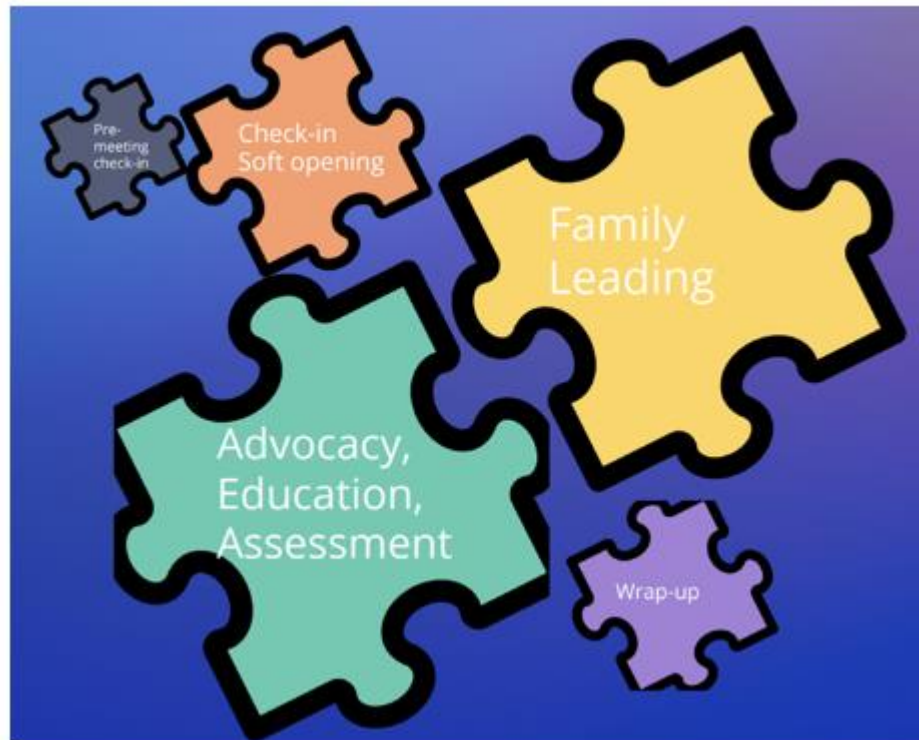 Pre-
meeting
check-in
Check-in
Soft opening
Family
Leading
Advocacy,
Education,
Assessment
Wrap-up